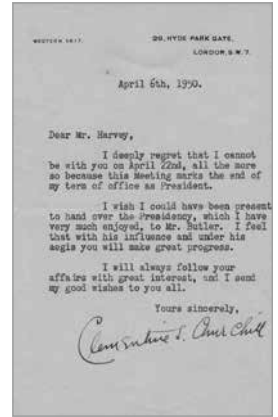 WESTERN 1617.
28, HYDE PARK GATE,
LONDON, S.W.7.
April 6th, 1950.
Dear Mr. Harvey,
I deeply regret that I cannot
be with you on April 22nd, all the more
so because this Meeting marks the end of
my term of office as President.
I wish I could have been present
to hand over the Presidency, which I have
very much enjoyed, to Mr. Butler. I feel
that with his influence and under his
aegis you will make great progress.
I will always follow your
affairs with great interest, and I send
my good wishes to you all.
Yours sincerely,
Clementine S. Churchill